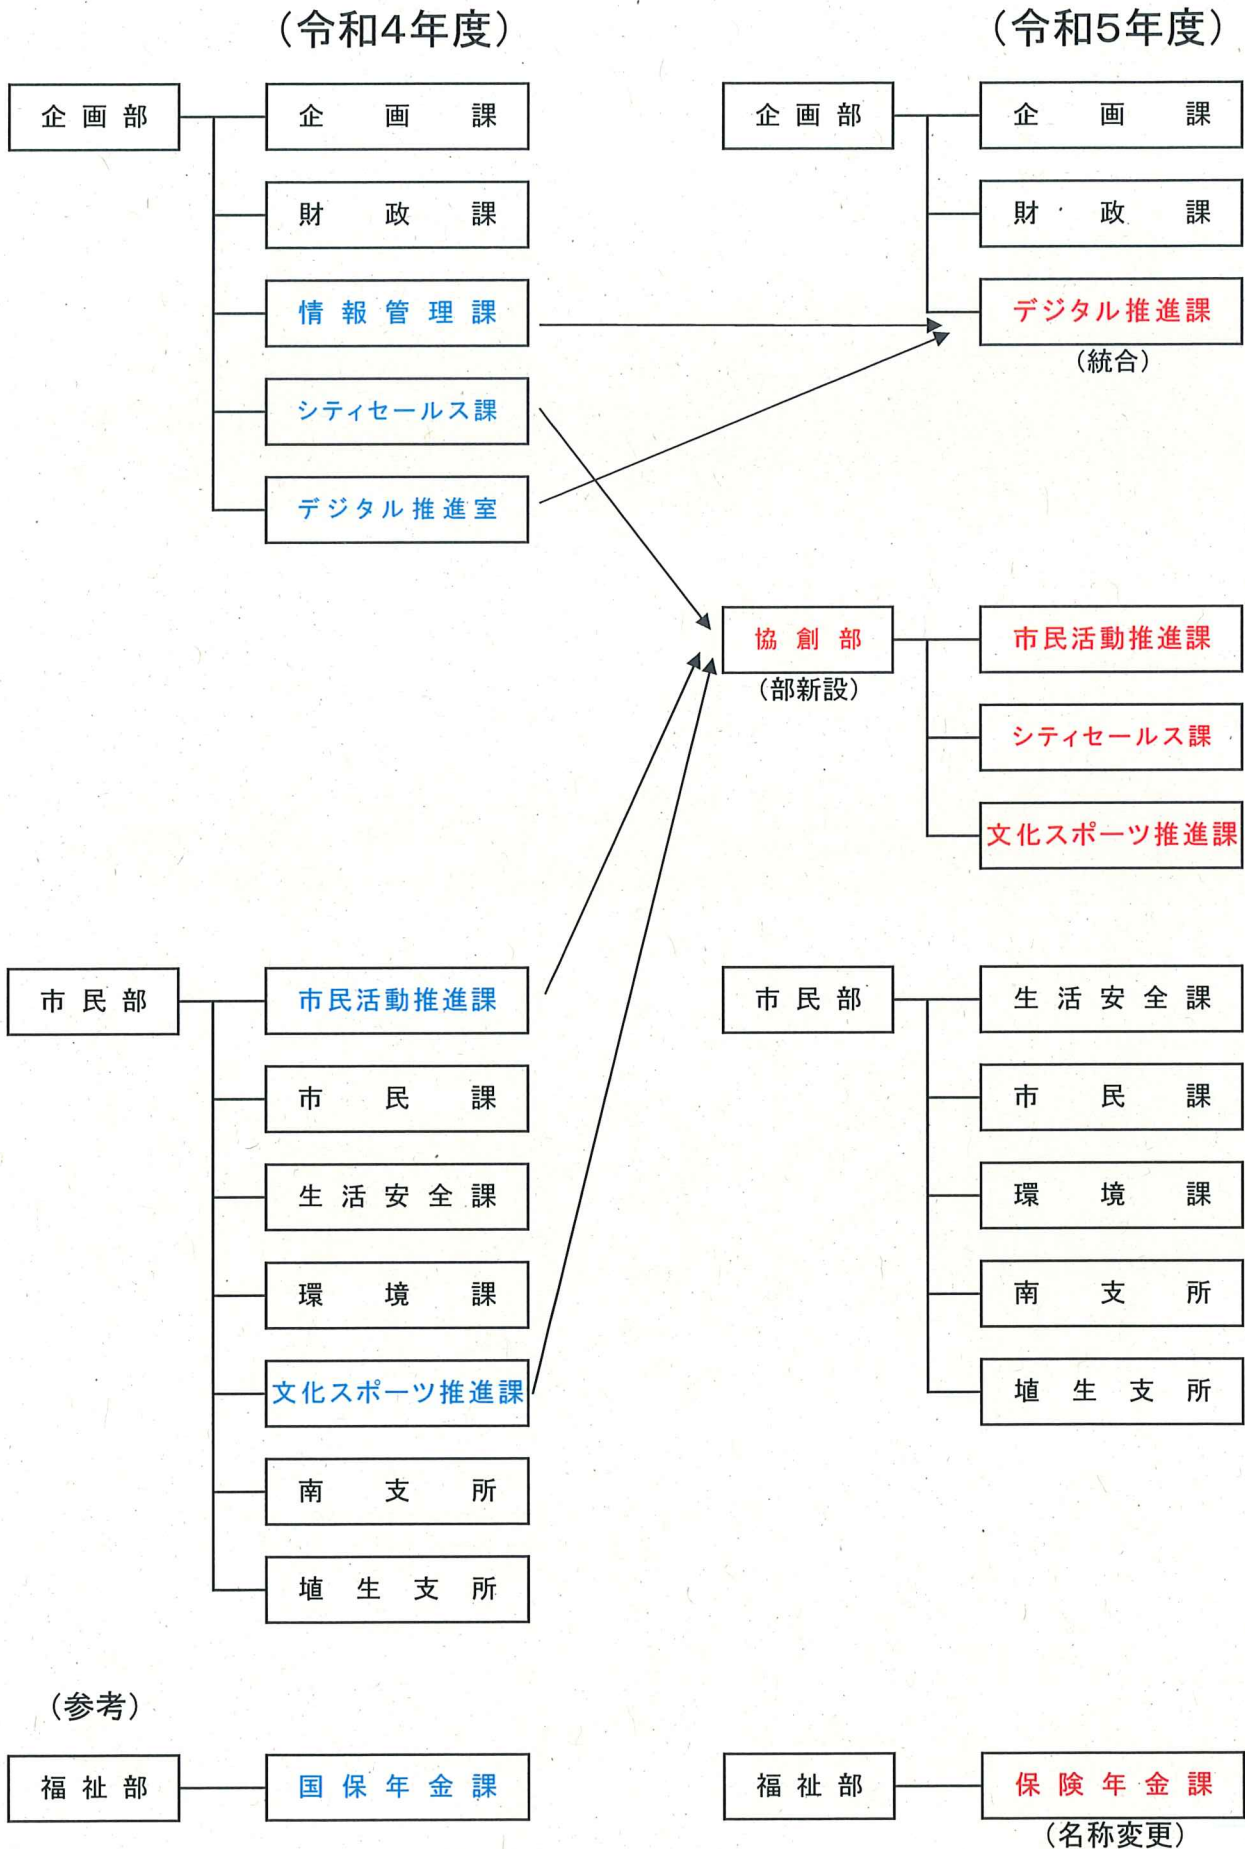 （令和4年度）
企画部
企画課
財政課
情報管理課
シティセールス課
デジタル推進室
市民部
市民活動推進課
市民課
生活安全課
環境課
文化スポーツ推進課
南支所
埴生支所
（参考）
福祉部
国保年金課
（令和5年度）
企画部
企画課
財政課
デジタル推進課
（統合）
協創部
（部新設）
市民活動推進課
シティセールス課
文化スポーツ推進課
市民部
生活安全課
市民課
環境課
南支所
埴生支所
福祉部
保険年金課
（名称変更）